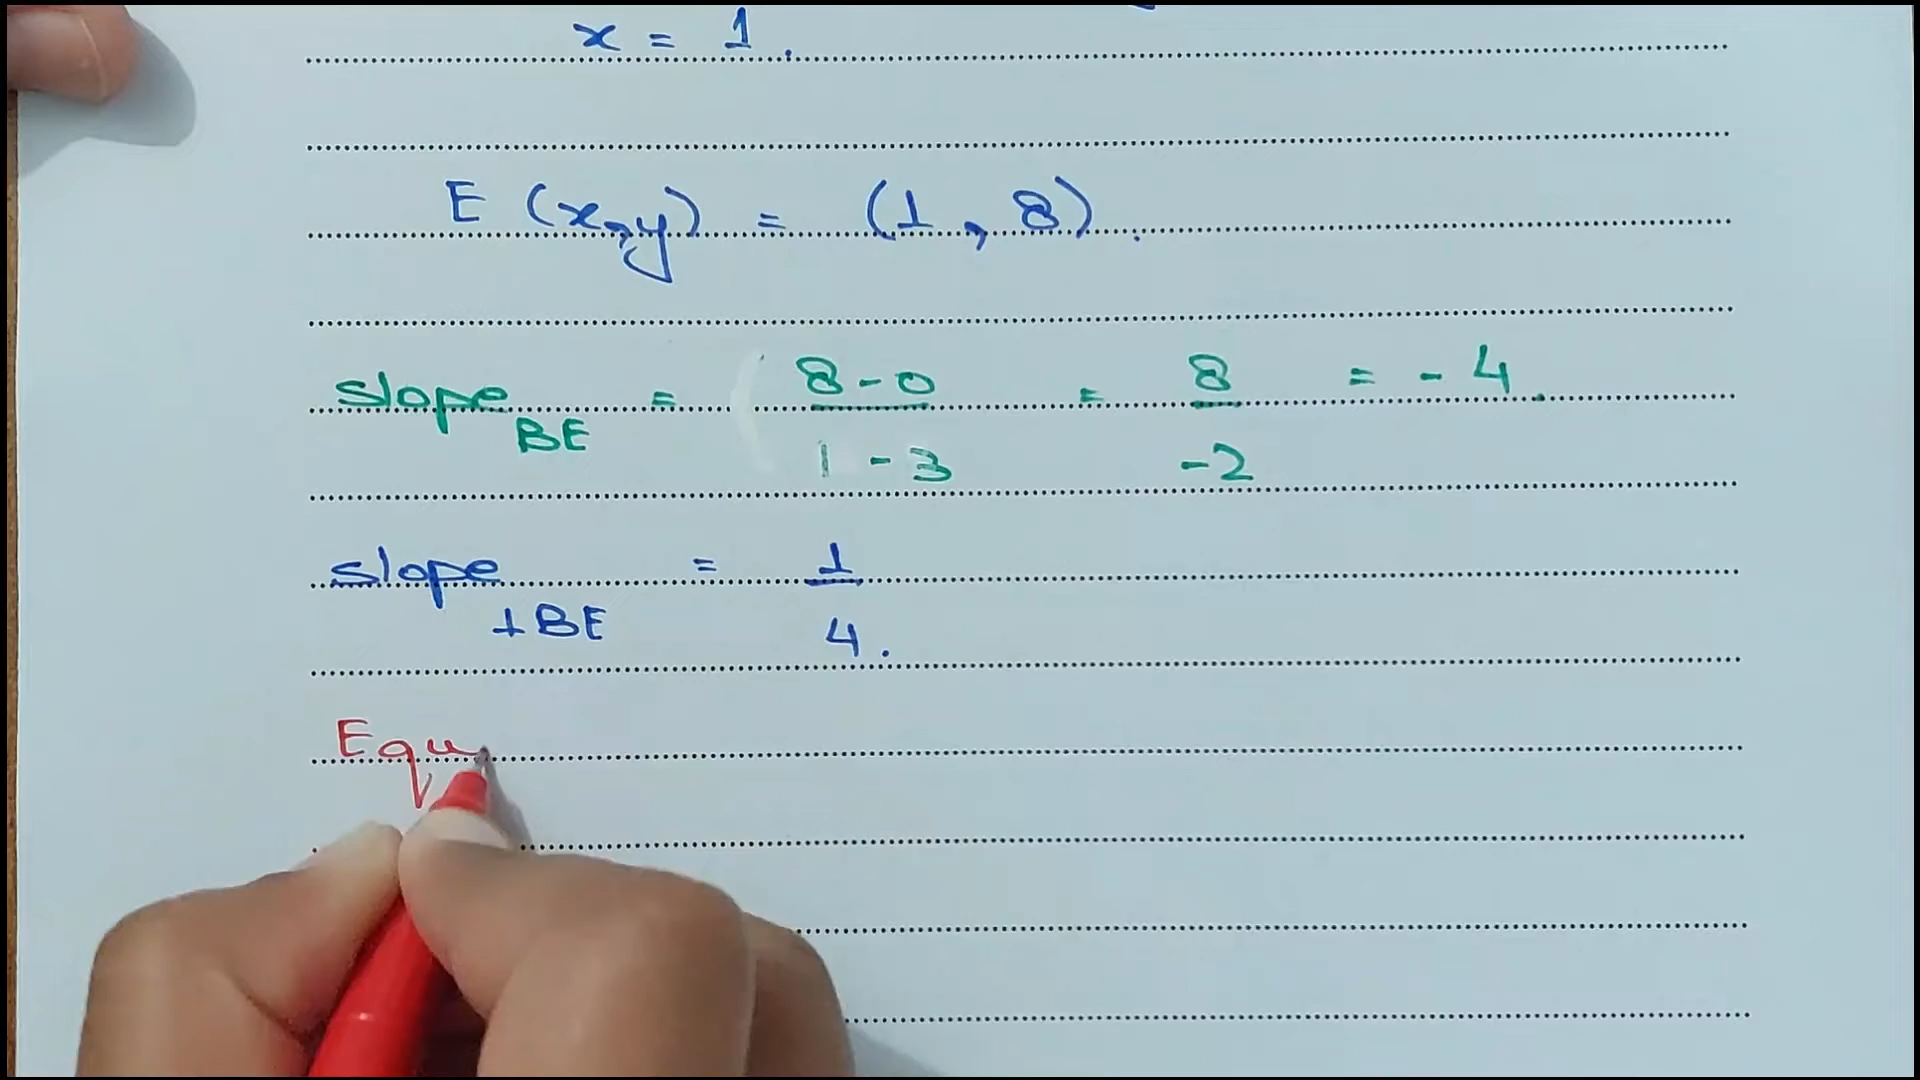 x = 1.
E (x,y) = (1, 8).
slope BE = 8-0 / 1-3 = 8 / -2 = -4.
slope ⊥BE = 1 / 4.
Equ